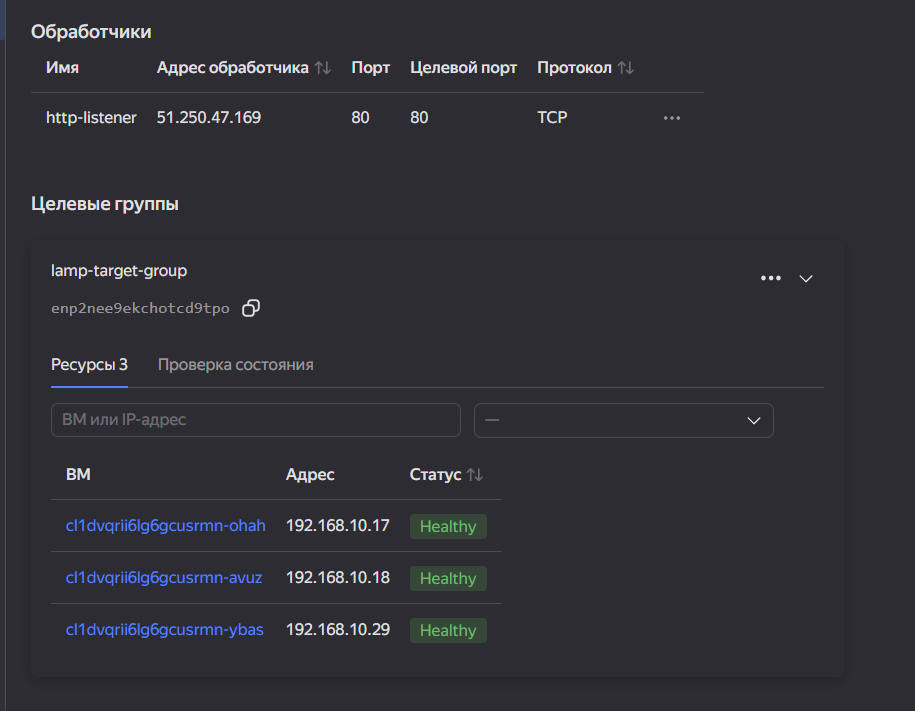 Обработчики
Имя Адрес обработчика Порт Целевой порт Протокол
http-listener 51.250.47.169 80 80 TCP
Целевые группы
lamp-target-group
enp2nee9ekchotcd9tpo
Ресурсы 3 Проверка состояния
ВМ или IP-адрес —
ВМ Адрес Статус
cl1dvqrii6lg6gcusrmn-ohah 192.168.10.17 Healthy
cl1dvqrii6lg6gcusrmn-avuz 192.168.10.18 Healthy
cl1dvqrii6lg6gcusrmn-ybas 192.168.10.29 Healthy